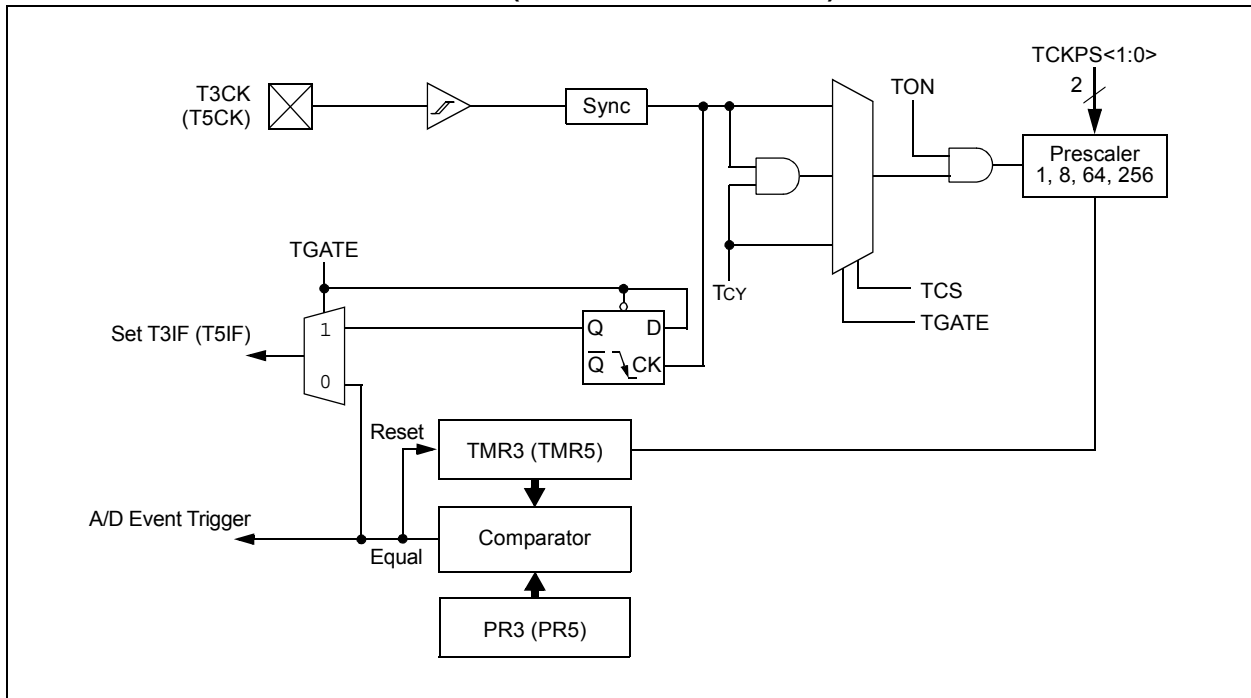 TCKPS<1:0>
2
T3CK
(T5CK)
Sync
TON
Prescaler
1, 8, 64, 256
TGATE
TCY
TCS
TGATE
Set T3IF (T5IF)
1
0
Q D
Q CK
Reset
TMR3 (TMR5)
A/D Event Trigger
Equal
Comparator
PR3 (PR5)